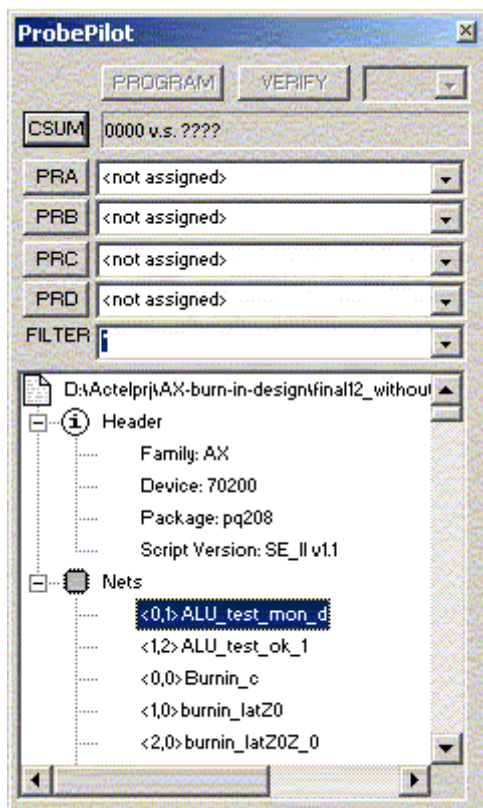 ProbePilot
PROGRAM VERIFY
CSUM 0000 v.s. ????
PRA <not assigned>
PRB <not assigned>
PRC <not assigned>
PRD <not assigned>
FILTER *
D:\Actelprj\AX-burn-in-design\final12_without
Header
Family: AX
Device: 70200
Package: pq208
Script Version: SE_II v1.1
Nets
<0,1> ALU_test_mon_d
<1,2> ALU_test_ok_1
<0,0> Burnin_c
<1,0> burnin_latZ0
<2,0> burnin_latZ0Z_0